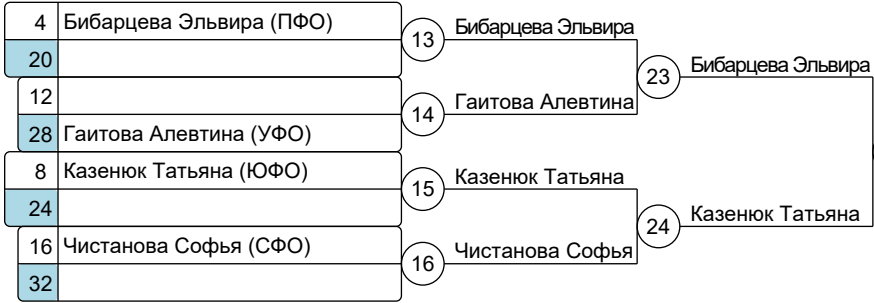 4 Бибарцева Эльвира (ПФО)
20
13 Бибарцева Эльвира
12
28 Гаитова Алевтина (УФО)
14 Гаитова Алевтина
23 Бибарцева Эльвира
8 Казенюк Татьяна (ЮФО)
24
15 Казенюк Татьяна
16 Чистанова Софья (СФО)
32
16 Чистанова Софья
24 Казенюк Татьяна